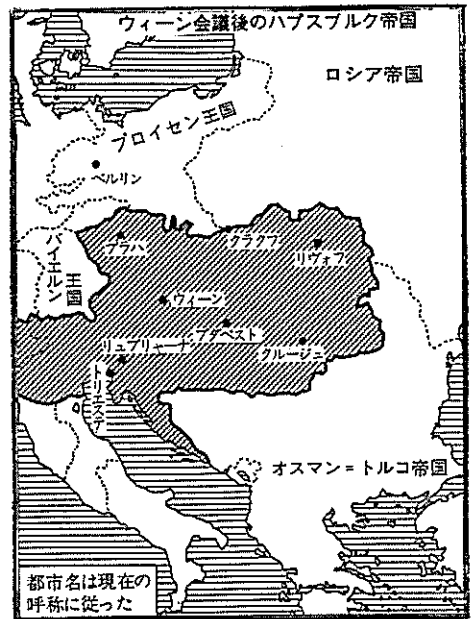 ウィーン会議後のハプスブルク帝国
ロシア帝国
プロイセン王国
ベルリン
バイエルン
王国
プラハ
クラクフ
リヴォフ
ウィーン
ブダペスト
リュブリャーナ
クルージュ
トリエステ
オスマン＝トルコ帝国
都市名は現在の
呼称に従った